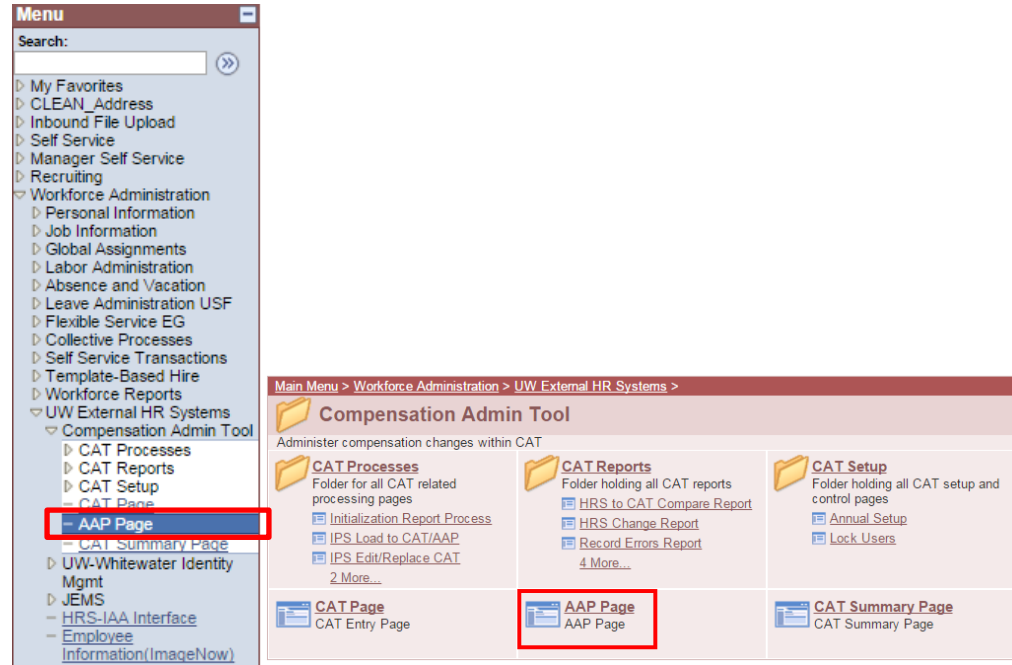 Menu
Search:
My Favorites
CLEAN_Address
Inbound File Upload
Self Service
Manager Self Service
Recruiting
Workforce Administration
Personal Information
Job Information
Global Assignments
Labor Administration
Absence and Vacation
Leave Administration USF
Flexible Service EG
Collective Processes
Self Service Transactions
Template-Based Hire
Workforce Reports
UW External HR Systems
Compensation Admin Tool
CAT Processes
CAT Reports
CAT Setup
– CAT Page
– AAP Page
– CAT Summary Page
UW-Whitewater Identity
Mgmt
JEMS
– HRS-IAA Interface
– Employee
Information(ImageNow)
Main Menu > Workforce Administration > UW External HR Systems >
Compensation Admin Tool
Administer compensation changes within CAT
CAT Processes
Folder for all CAT related
processing pages
Initialization Report Process
IPS Load to CAT/AAP
IPS Edit/Replace CAT
2 More...
CAT Reports
Folder holding all CAT reports
HRS to CAT Compare Report
HRS Change Report
Record Errors Report
4 More...
CAT Setup
Folder holding all CAT setup and
control pages
Annual Setup
Lock Users
CAT Page
CAT Entry Page
AAP Page
AAP Page
CAT Summary Page
CAT Summary Page